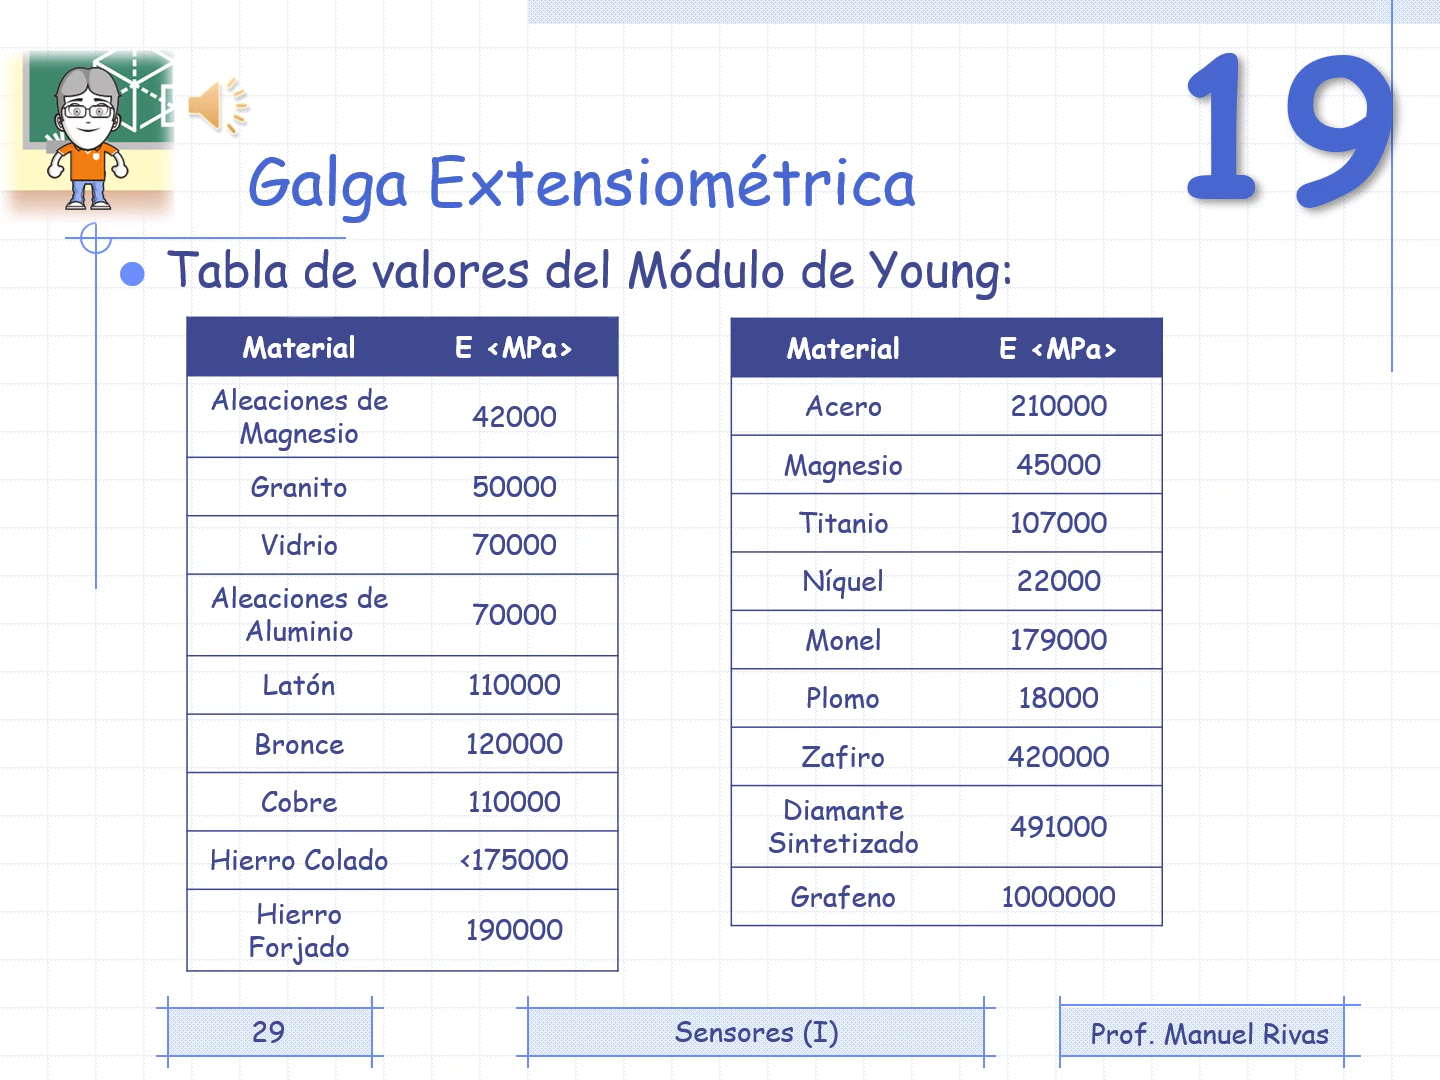 19
Galga Extensiométrica
Tabla de valores del Módulo de Young:
Material E <MPa>
Aleaciones de
Magnesio 42000
Granito 50000
Vidrio 70000
Aleaciones de
Aluminio 70000
Latón 110000
Bronce 120000
Cobre 110000
Hierro Colado <175000
Hierro
Forjado 190000
Material E <MPa>
Acero 210000
Magnesio 45000
Titanio 107000
Níquel 22000
Monel 179000
Plomo 18000
Zafiro 420000
Diamante
Sintetizado 491000
Grafeno 1000000
29
Sensores (I)
Prof. Manuel Rivas